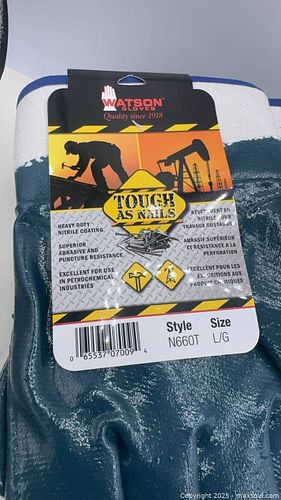 WATSON
GLOVES
Quality since 1918
TOUGH
AS NAILS
HEAVY DUTY
NITRILE COATING.
SUPERIOR
ABRASIVE AND
PUNCTURE RESISTANCE
EXCELLENT FOR USE
IN PETROCHEMICAL
INDUSTRIES
REVÊTEMENT EN
NITRILE POUR
TRAVAUX
ABRASIF SUPÉRIEUR
ET RÉSISTANCE À LA
PERFORATION
EXCELLENT POUR LES
PRODUCT CHIMIQUES
Style Size
N660T L/G
0 65537 07009 4
Copyright 2025 - maxsold.com